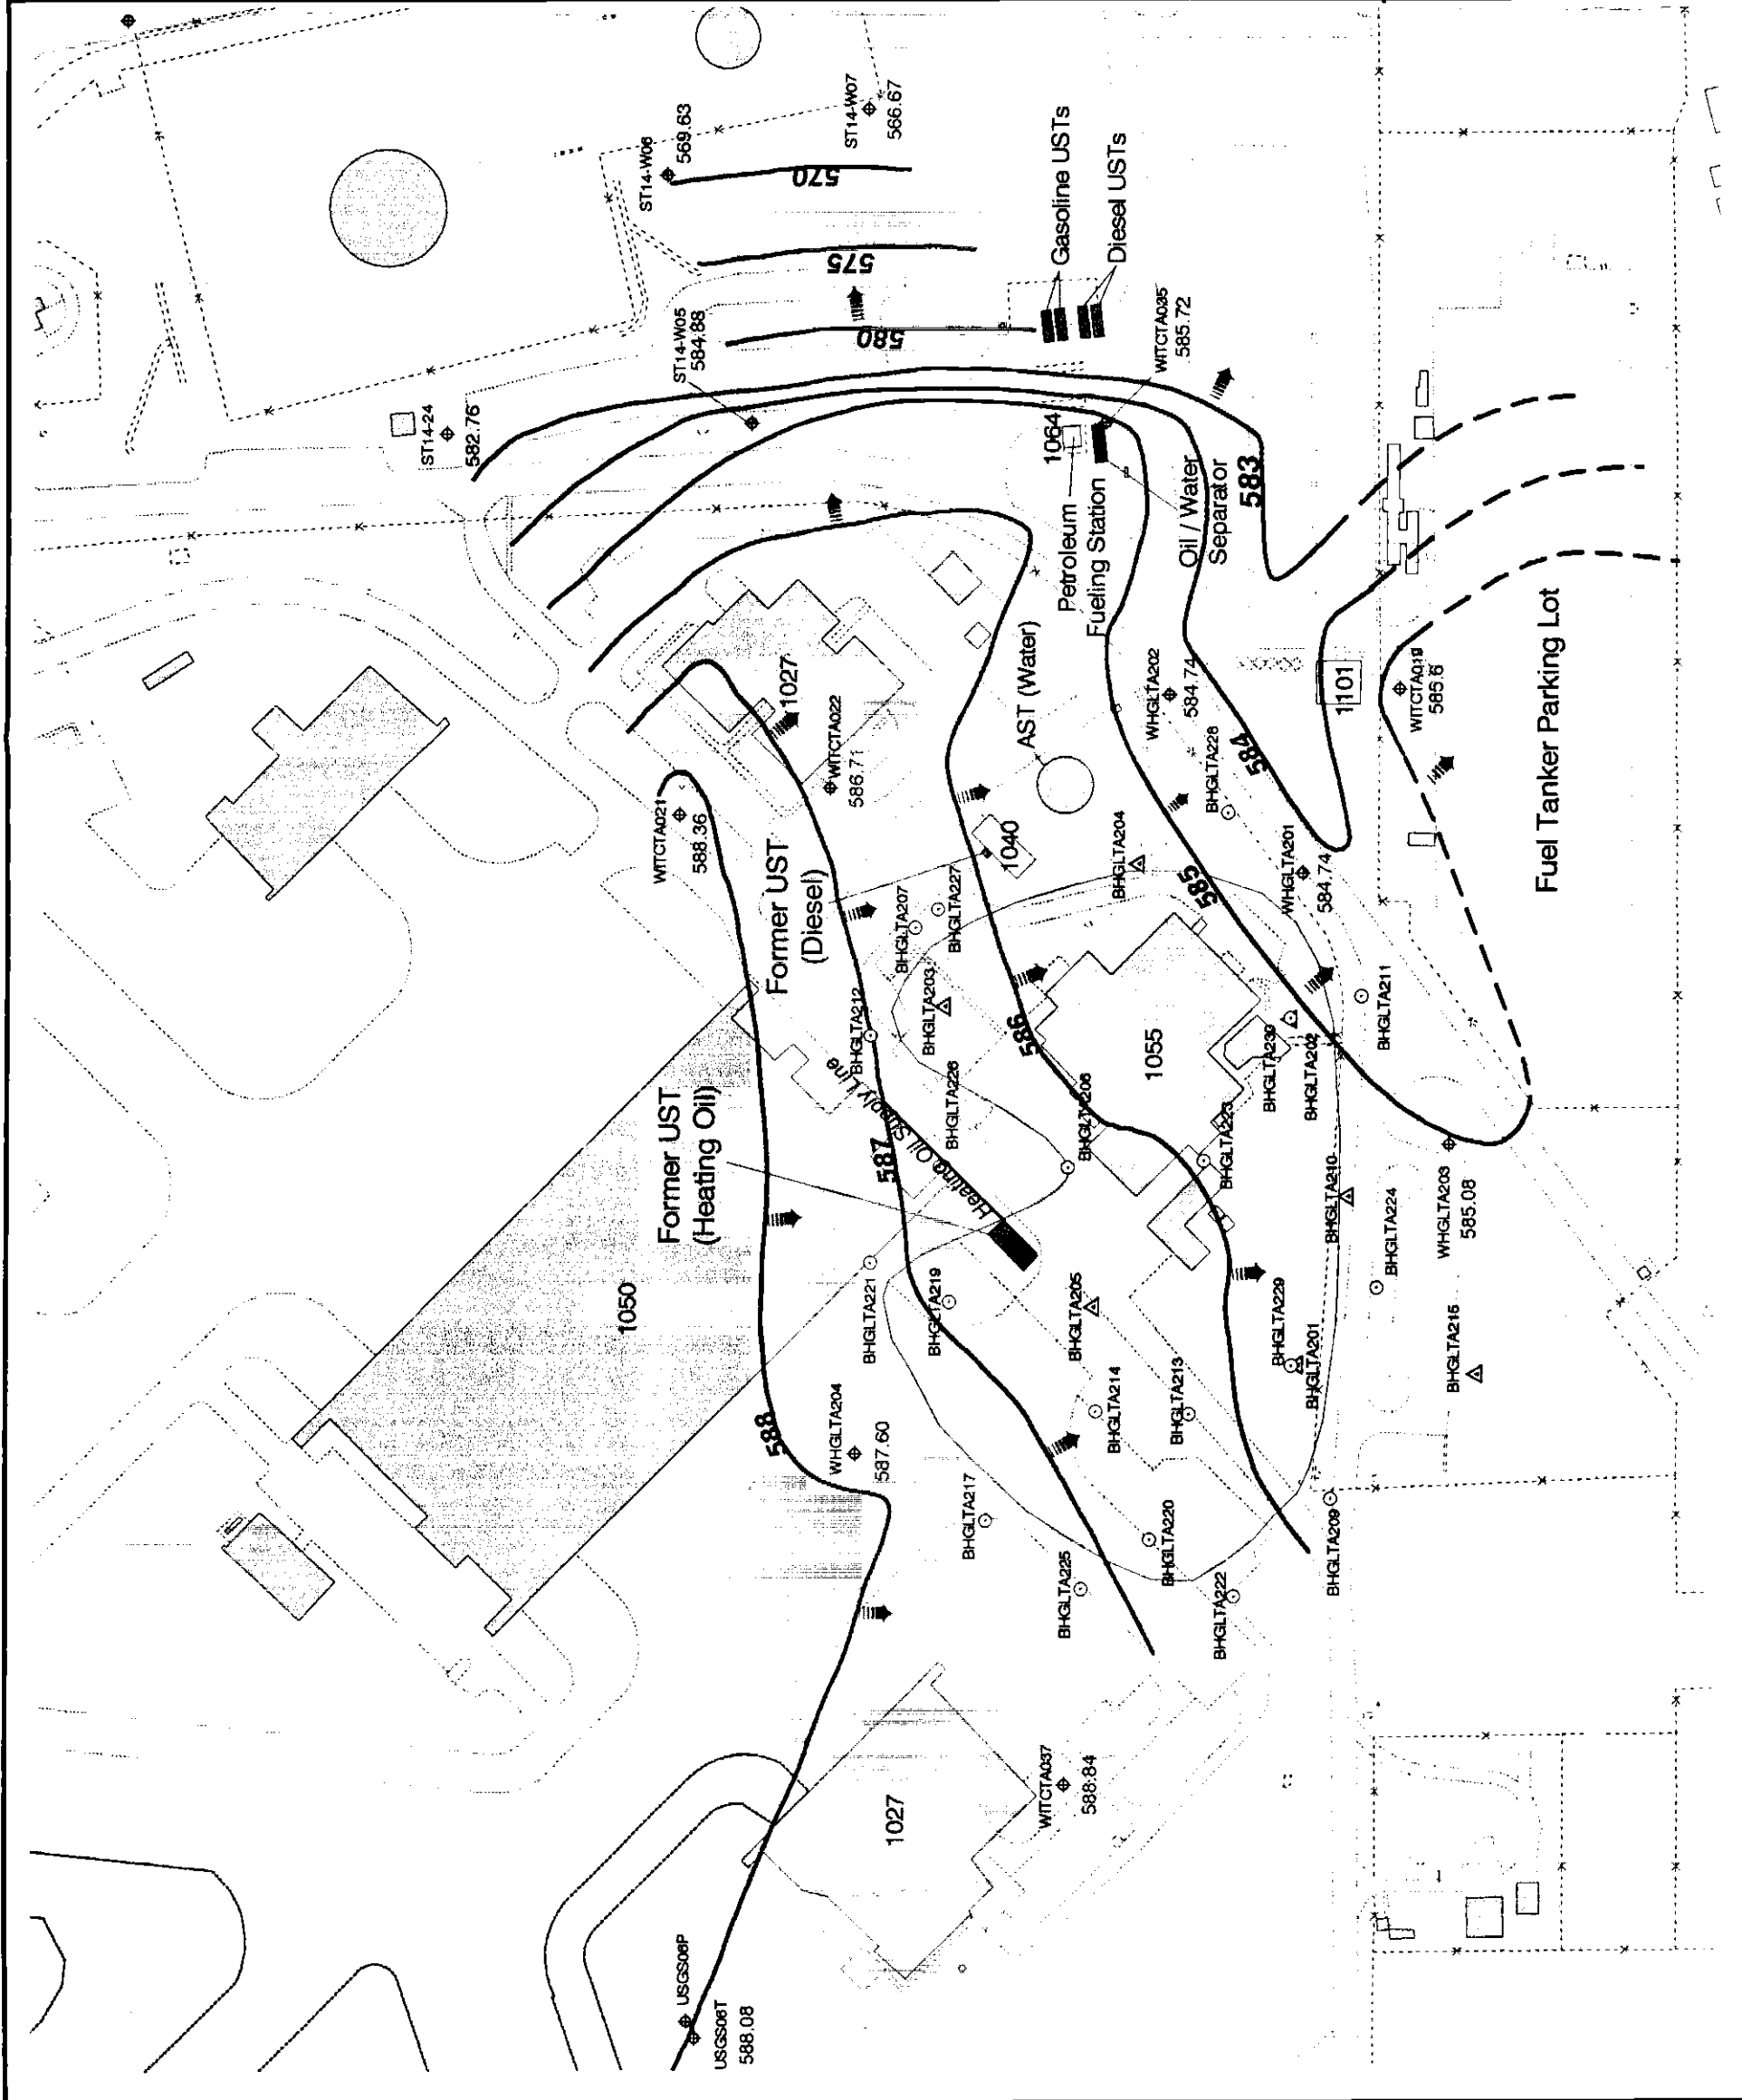 ST14-W07
566.67
ST14-W06
569.63
570
575
580
Gasoline USTs
Diesel USTs
ST14-W05
584.88
WITCTA035
585.72
ST14-24
582.76
1064
Petroleum
Fueling Station
Oil / Water
Separator
583
1027
WITCTA022
586.71
AST (Water)
WHGLTA202
584.74
584
BHGLTA228
1101
WITCTA019
585.6
Fuel Tanker Parking Lot
WITCTA021
588.36
Former UST
(Diesel)
1040
BHGLTA204
585
WHGLTA201
584.74
BHGLTA207
BHGLTA227
BHGLTA203
BHGLTA212
BHGLTA226
586
1055
BHGLTA211
BHGLTA202
BHGLTA206
BHGLTA223
Former UST
(Heating Oil)
Heating Oil Supply Line
587
BHGLTA210
BHGLTA224
WHGLTA203
585.08
1050
BHGLTA221
BHGLTA219
BHGLTA205
BHGLTA229
BHGLTA201
BHGLTA215
588
WHGLTA204
587.60
BHGLTA214
BHGLTA213
BHGLTA217
BHGLTA225
BHGLTA220
BHGLTA222
BHGLTA209
1027
WITCTA037
588.84
USGS06P
USGS06T
588.08